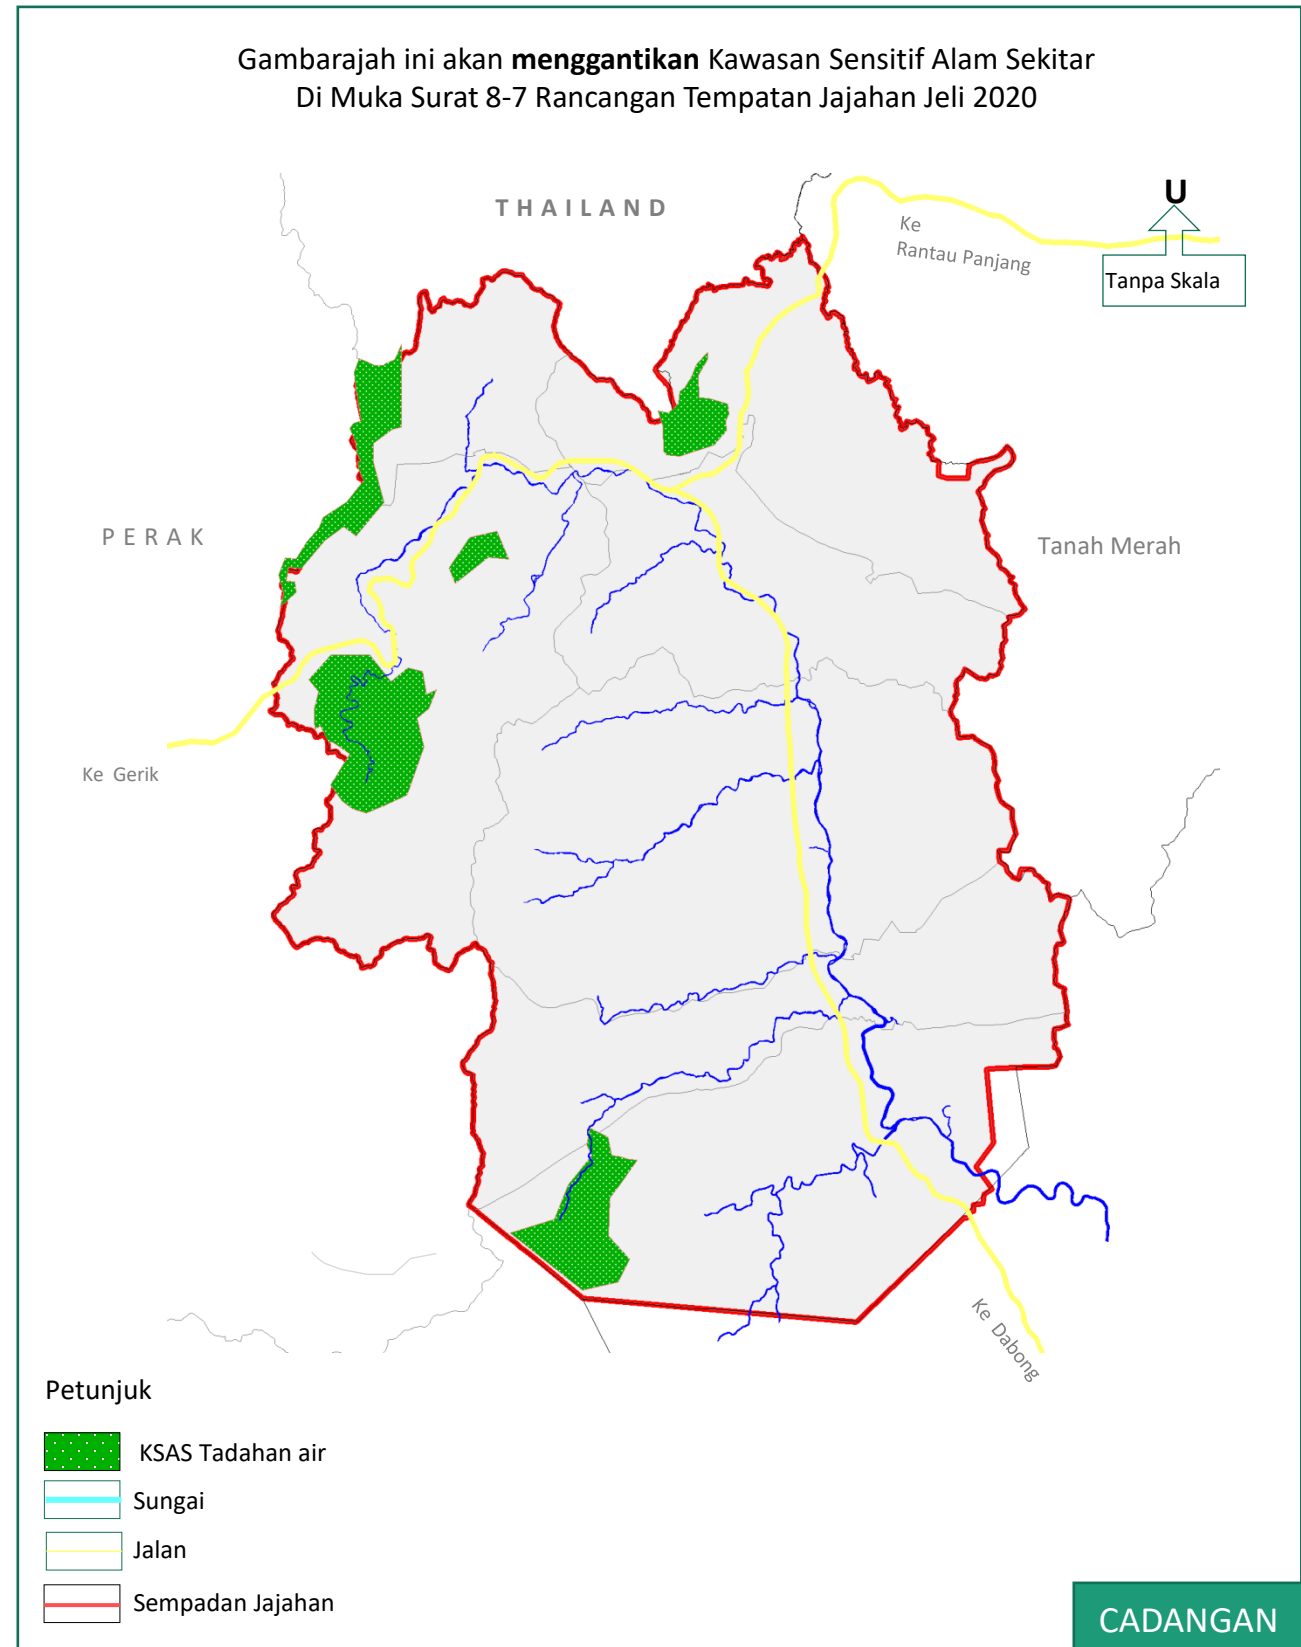 Gambarajah ini akan menggantikan Kawasan Sensitif Alam Sekitar
Di Muka Surat 8-7 Rancangan Tempatan Jajahan Jeli 2020
THAILAND
U
Ke
Rantau Panjang
Tanpa Skala
PERAK
Tanah Merah
Ke Gerik
Ke Dabong
Petunjuk
KSAS Tadahan air
Sungai
Jalan
Sempadan Jajahan
CADANGAN